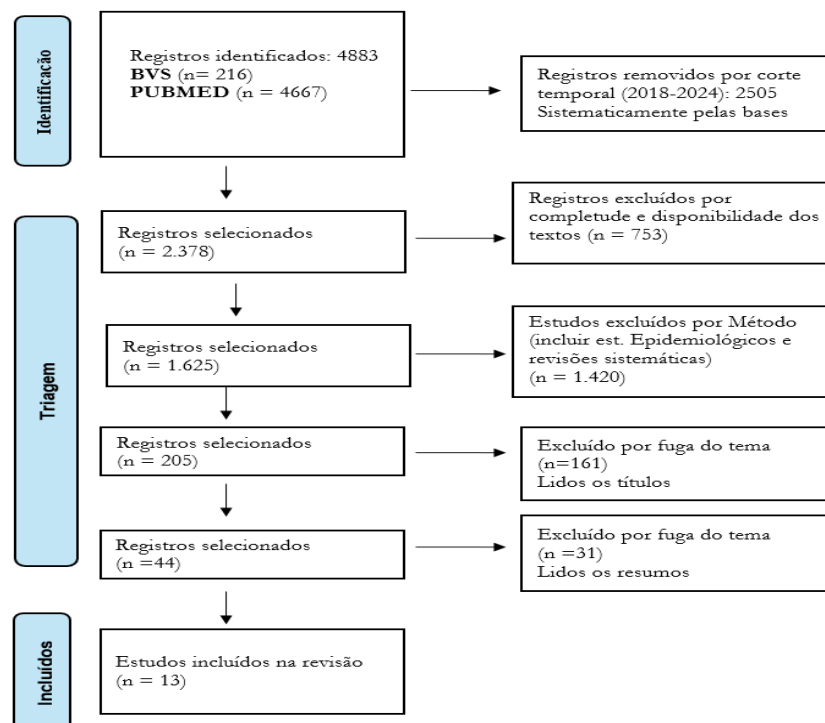 Identificação
Registros identificados: 4883
BVS (n= 216)
PUBMED (n = 4667)
Registros removidos por corte
temporal (2018-2024): 2505
Sistematicamente pelas bases
Triagem
Registros selecionados
(n = 2.378)
Registros excluídos por
completude e disponibilidade dos
textos (n = 753)
Registros selecionados
(n = 1.625)
Estudos excluídos por Método
(incluir est. Epidemiológicos e
revisões sistemáticas)
(n = 1.420)
Registros selecionados
(n = 205)
Excluído por fuga do tema
(n=161)
Lidos os títulos
Registros selecionados
(n =44)
Excluído por fuga do tema
(n =31)
Lidos os resumos
Incluídos
Estudos incluídos na revisão
(n = 13)